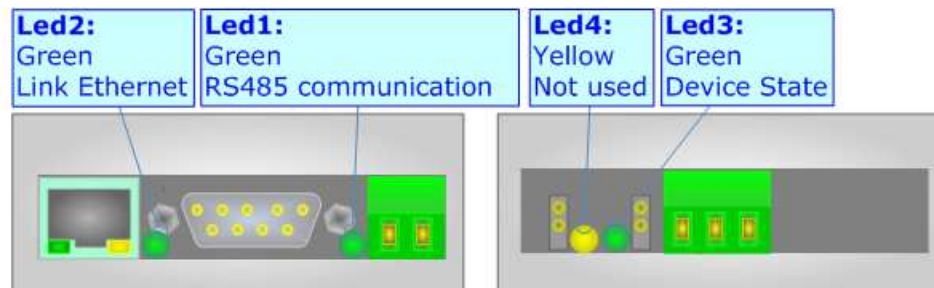 Led2:
Green
Link Ethernet
Led1:
Green
RS485 communication
Led4:
Yellow
Not used
Led3:
Green
Device State